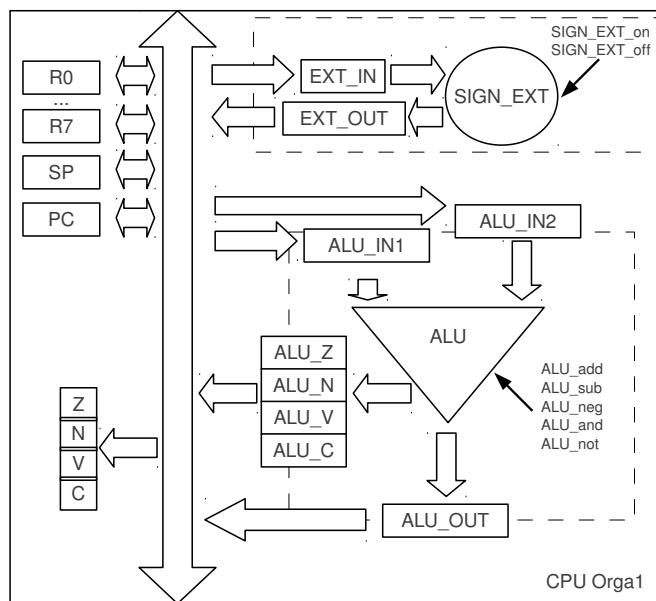 SIGN_EXT_on
SIGN_EXT_off
R0
...
R7
SP
PC
EXT_IN
EXT_OUT
SIGN_EXT
ALU_IN1
ALU_IN2
ALU
ALU_Z
ALU_N
ALU_V
ALU_C
ALU_add
ALU_sub
ALU_neg
ALU_and
ALU_not
Z
N
V
C
ALU_OUT
CPU Orga1